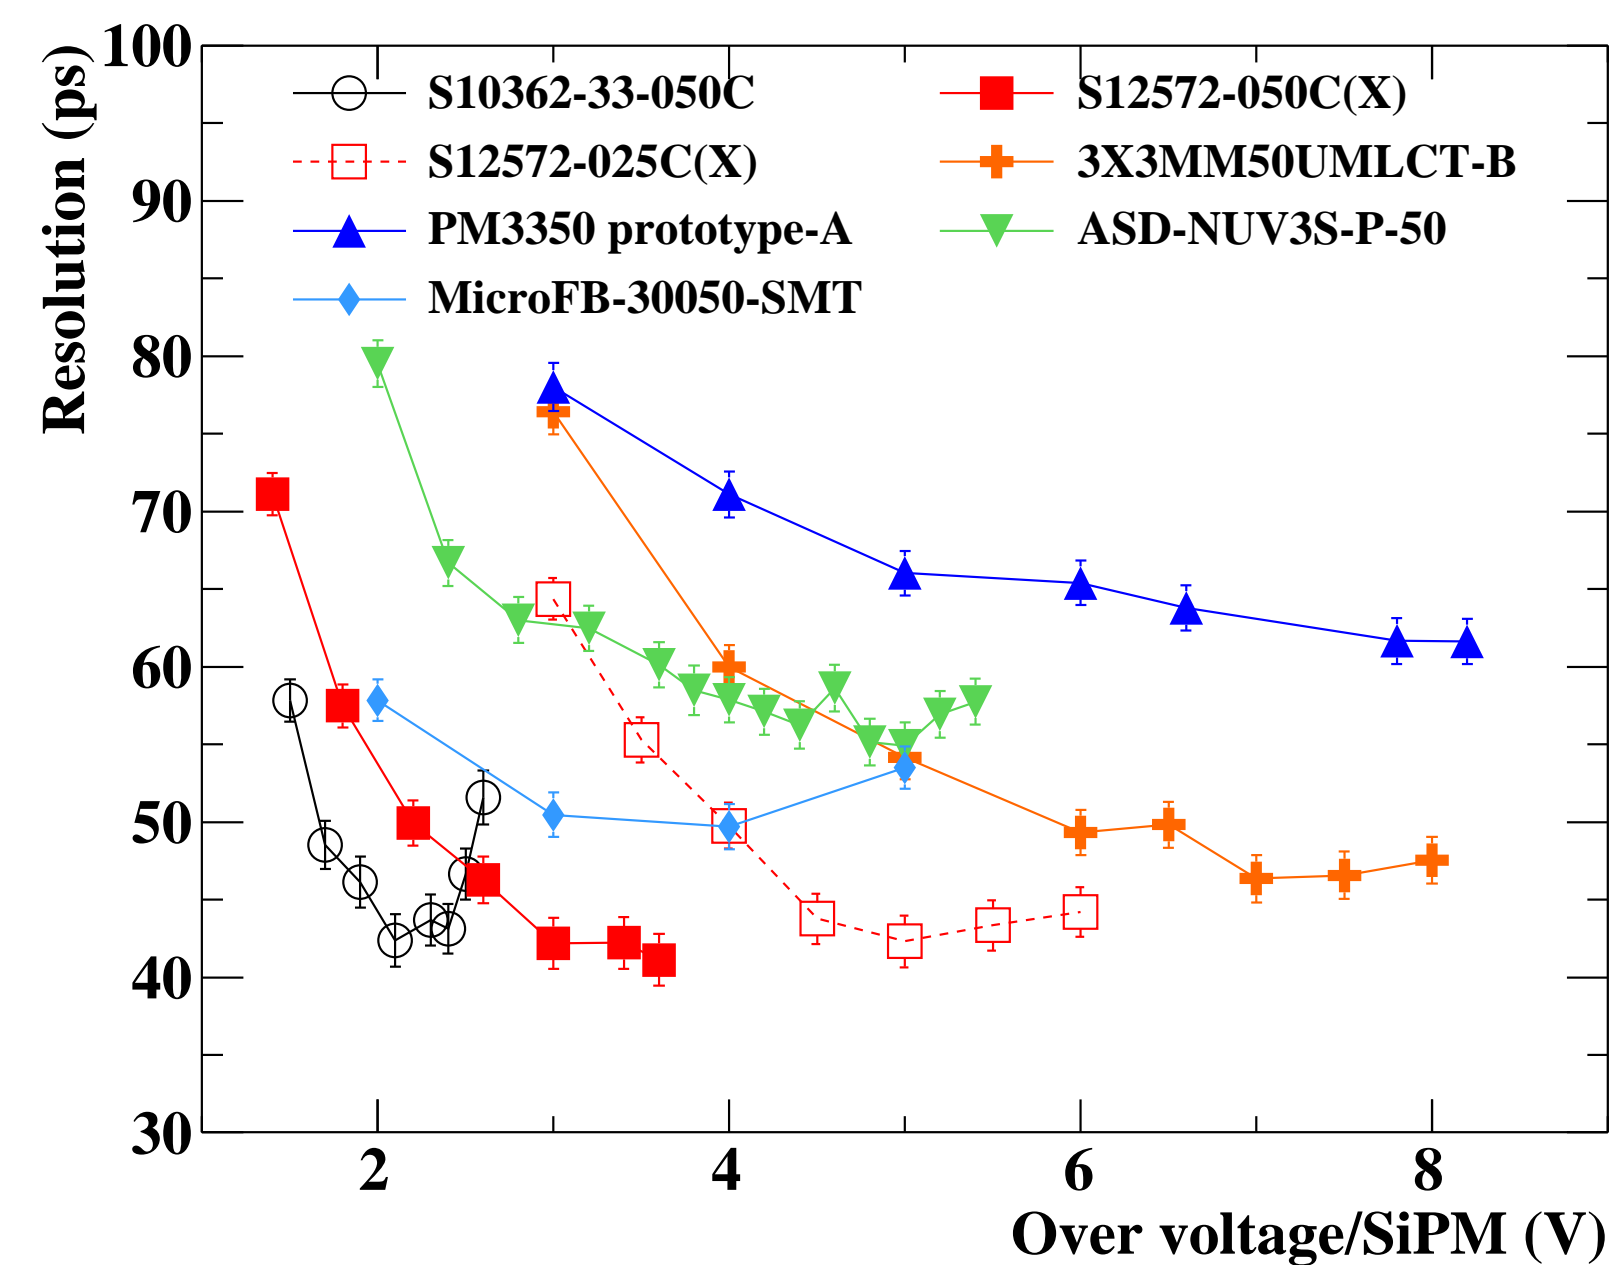 100
Resolution (ps)
S10362-33-050C
S12572-050C(X)
S12572-025C(X)
3X3MM50UMLCT-B
PM3350 prototype-A
ASD-NUV3S-P-50
MicroFB-30050-SMT
90
80
70
60
50
40
30
2 4 6 8
Over voltage/SiPM (V)